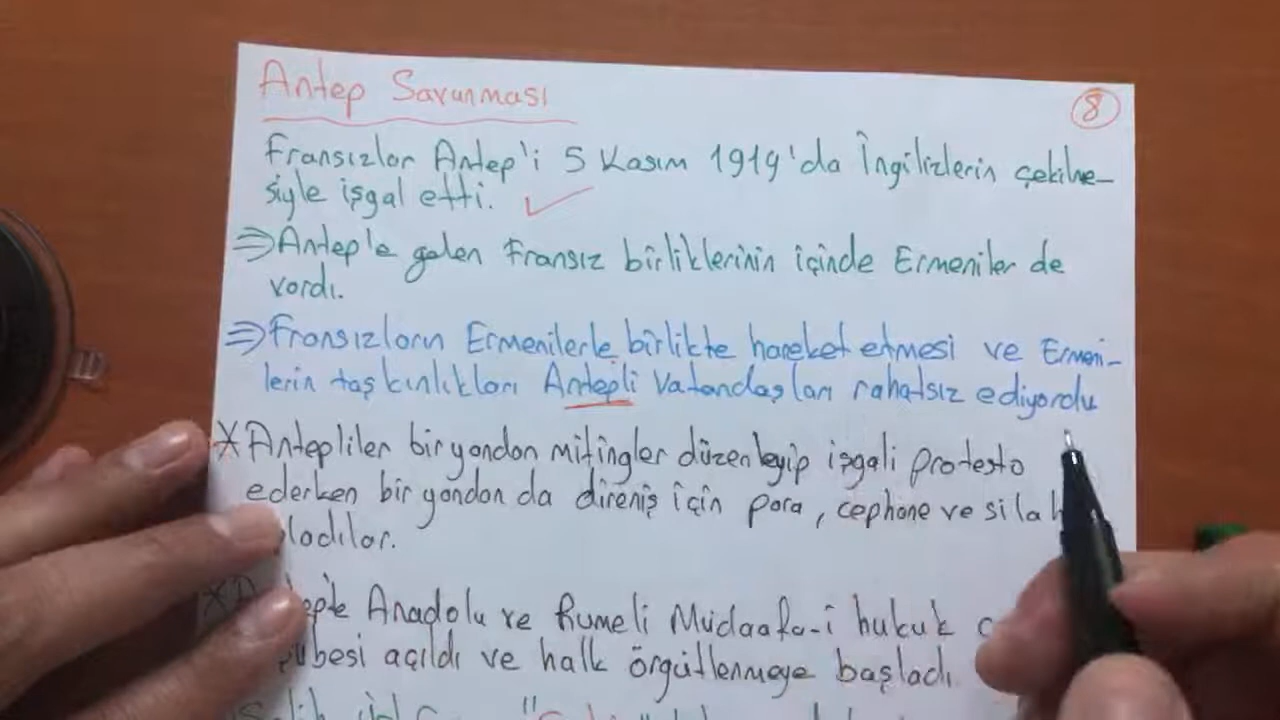 Antep Savunması
8
Fransızlar Antep'i 5 Kasım 1919'da İngilizlerin çekilme-
siyle işgal etti.
⇒ Antep'e gelen Fransız birliklerinin içinde Ermeniler de
vardı.
⇒ Fransızların Ermenilerle birlikte hareket etmesi ve Ermeni-
lerin taşkınlıkları Antepli vatandaşları rahatsız ediyordu
* Antepliler bir yandan mitingler düzenleyip işgali protesto
ederken bir yandan da direniş için para, cephane ve silah
Anadolu ve Rumeli Müdaafa-i hukuk
şubesi açıldı ve halk örgütlenmeye başladı.